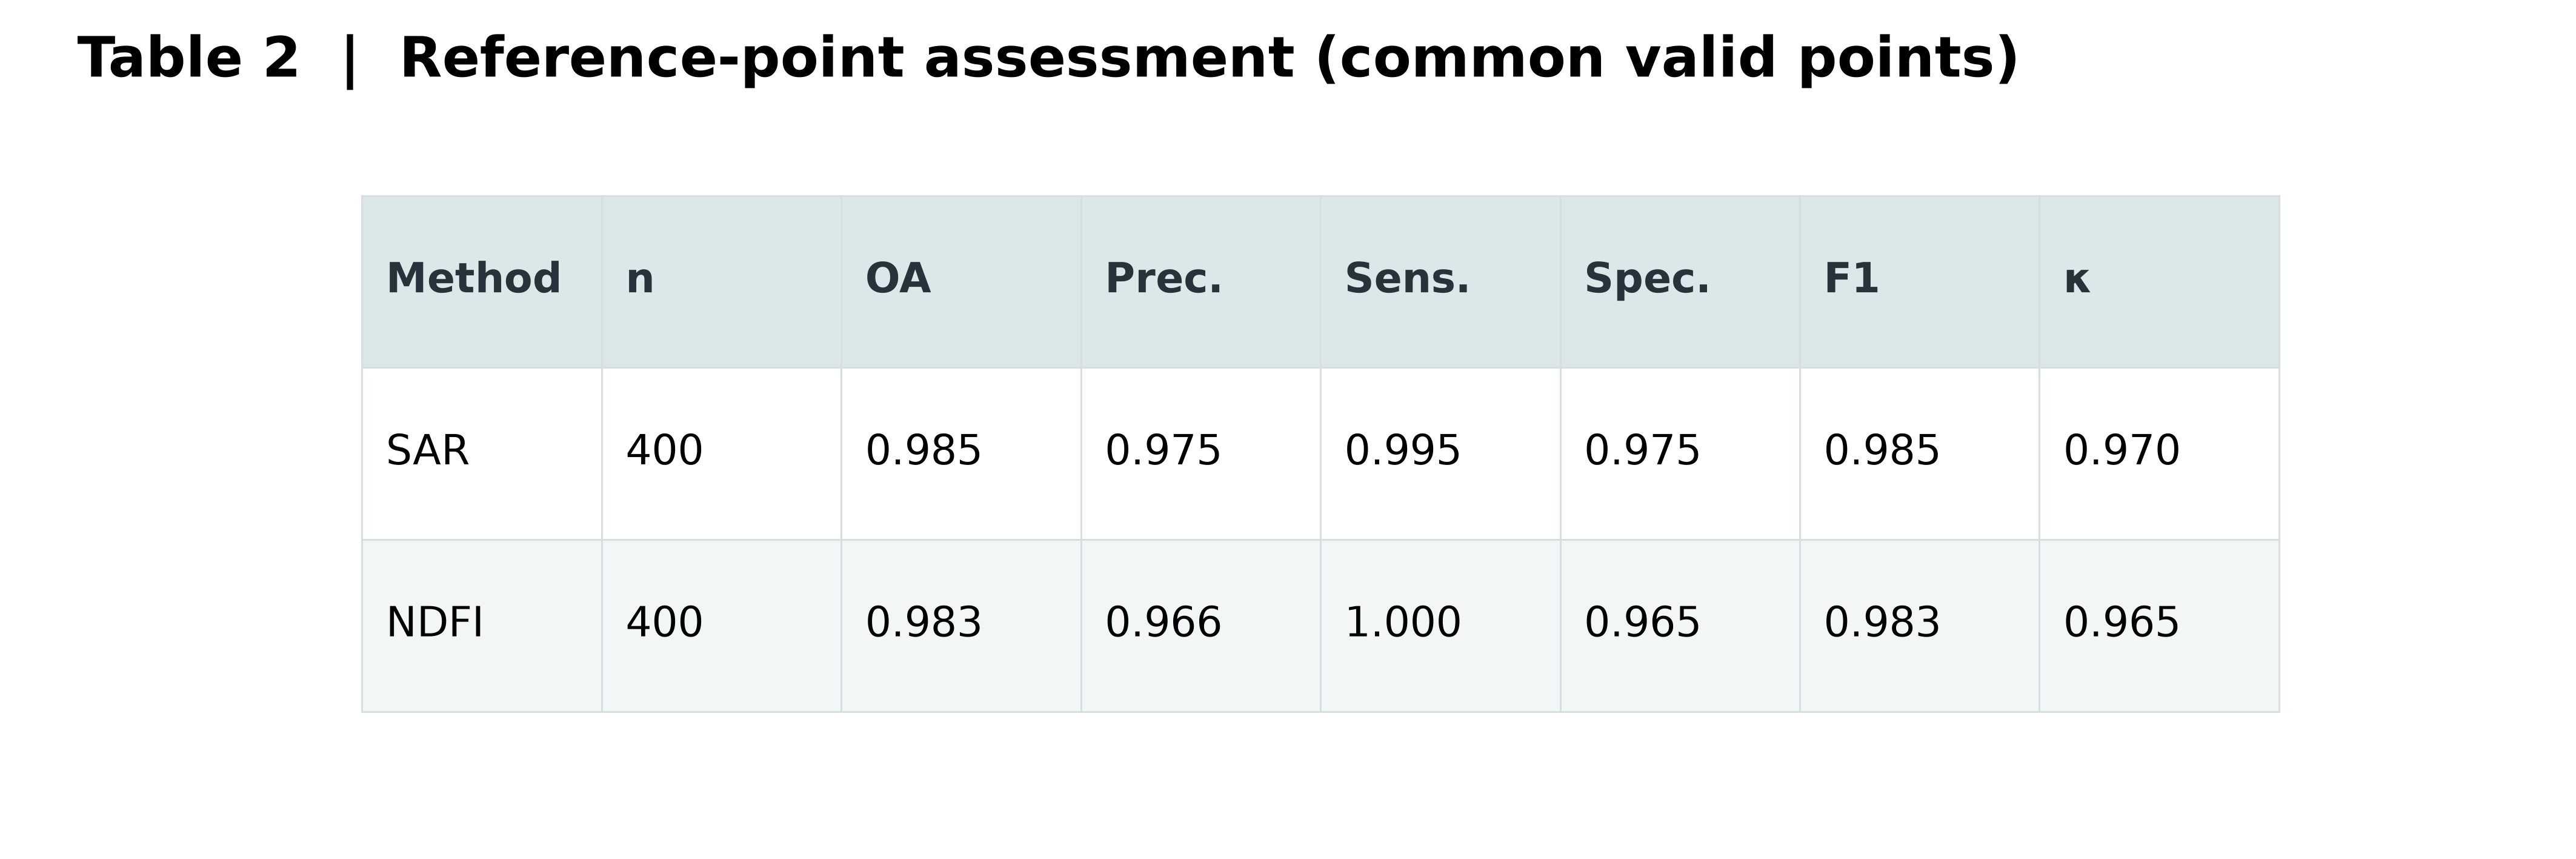 Table 2 | Reference-point assessment (common valid points)
Method n OA Prec. Sens. Spec. F1 κ
SAR 400 0.985 0.975 0.995 0.975 0.985 0.970
NDFI 400 0.983 0.966 1.000 0.965 0.983 0.965